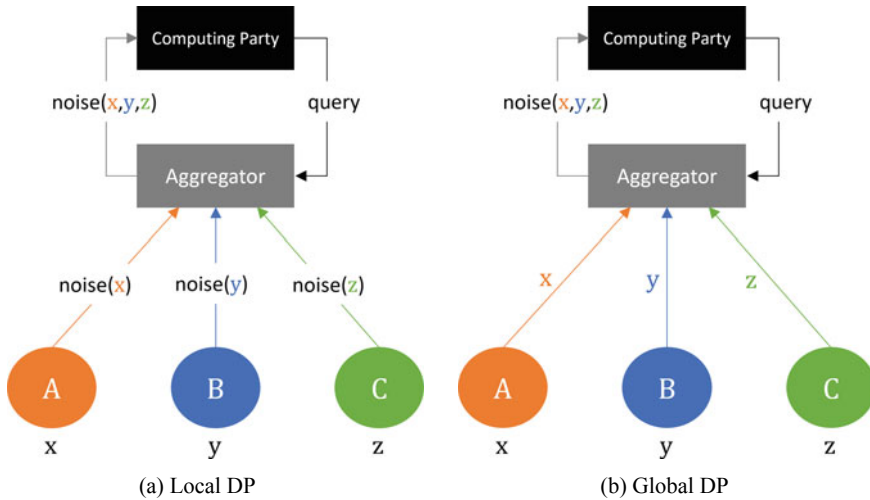 Computing Party
noise(x,y,z)
query
Aggregator
noise(x)
noise(y)
noise(z)
A
B
C
x
y
z
(a) Local DP
Computing Party
noise(x,y,z)
query
Aggregator
x
y
z
A
B
C
x
y
z
(b) Global DP